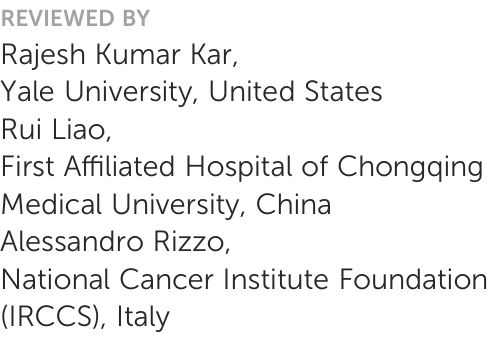 REVIEWED BY
Rajesh Kumar Kar,
Yale University, United States
Rui Liao,
First Affiliated Hospital of Chongqing
Medical University, China
Alessandro Rizzo,
National Cancer Institute Foundation
(IRCCS), Italy